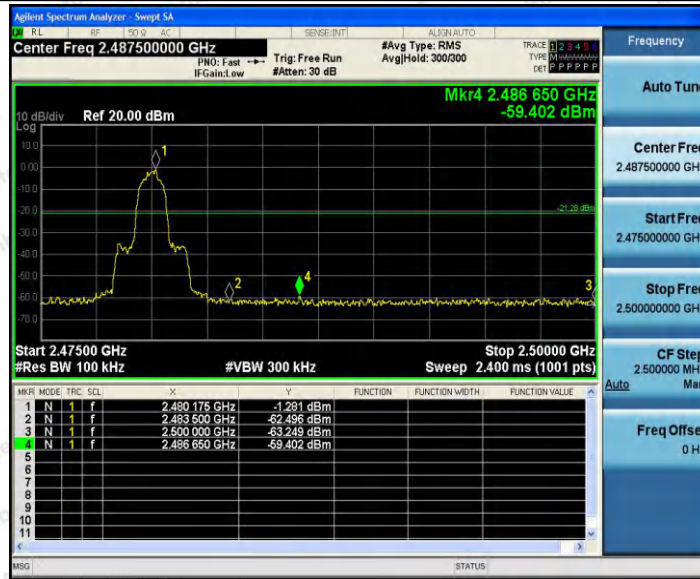 Agilent Spectrum Analyzer - Swept SA
RL RF 50 Ω AC SENSE:INT ALIGN AUTO
Center Freq 2.487500000 GHz
PNO: Fast
IFGain:Low
Trig: Free Run
#Atten: 30 dB
#Avg Type: RMS
Avg|Hold: 300/300
TRACE 1 2 3 4 5 6
TYPE M
DET P P P P P P
Mkr4 2.486 650 GHz
-59.402 dBm
10 dB/div Ref 20.00 dBm
Log
10.0
0.00
-10.0
-20.0
-30.0
-40.0
-50.0
-60.0
-70.0
1
2
4
3
-21.28 dBm
Start 2.47500 GHz Stop 2.50000 GHz
#Res BW 100 kHz #VBW 300 kHz Sweep 2.400 ms (1001 pts)
MKR MODE TRC SCL X Y FUNCTION FUNCTION WIDTH FUNCTION VALUE
1 N 1 f 2.480 175 GHz -1.281 dBm
2 N 1 f 2.483 500 GHz -62.496 dBm
3 N 1 f 2.500 000 GHz -63.249 dBm
4 N 1 f 2.486 650 GHz -59.402 dBm
5
6
7
8
9
10
11
MSG STATUS
Frequency
Auto Tune
Center Freq
2.487500000 GH
Start Freq
2.475000000 GH
Stop Freq
2.500000000 GH
CF Step
2.500000 MH
Auto Man
Freq Offse
0 H